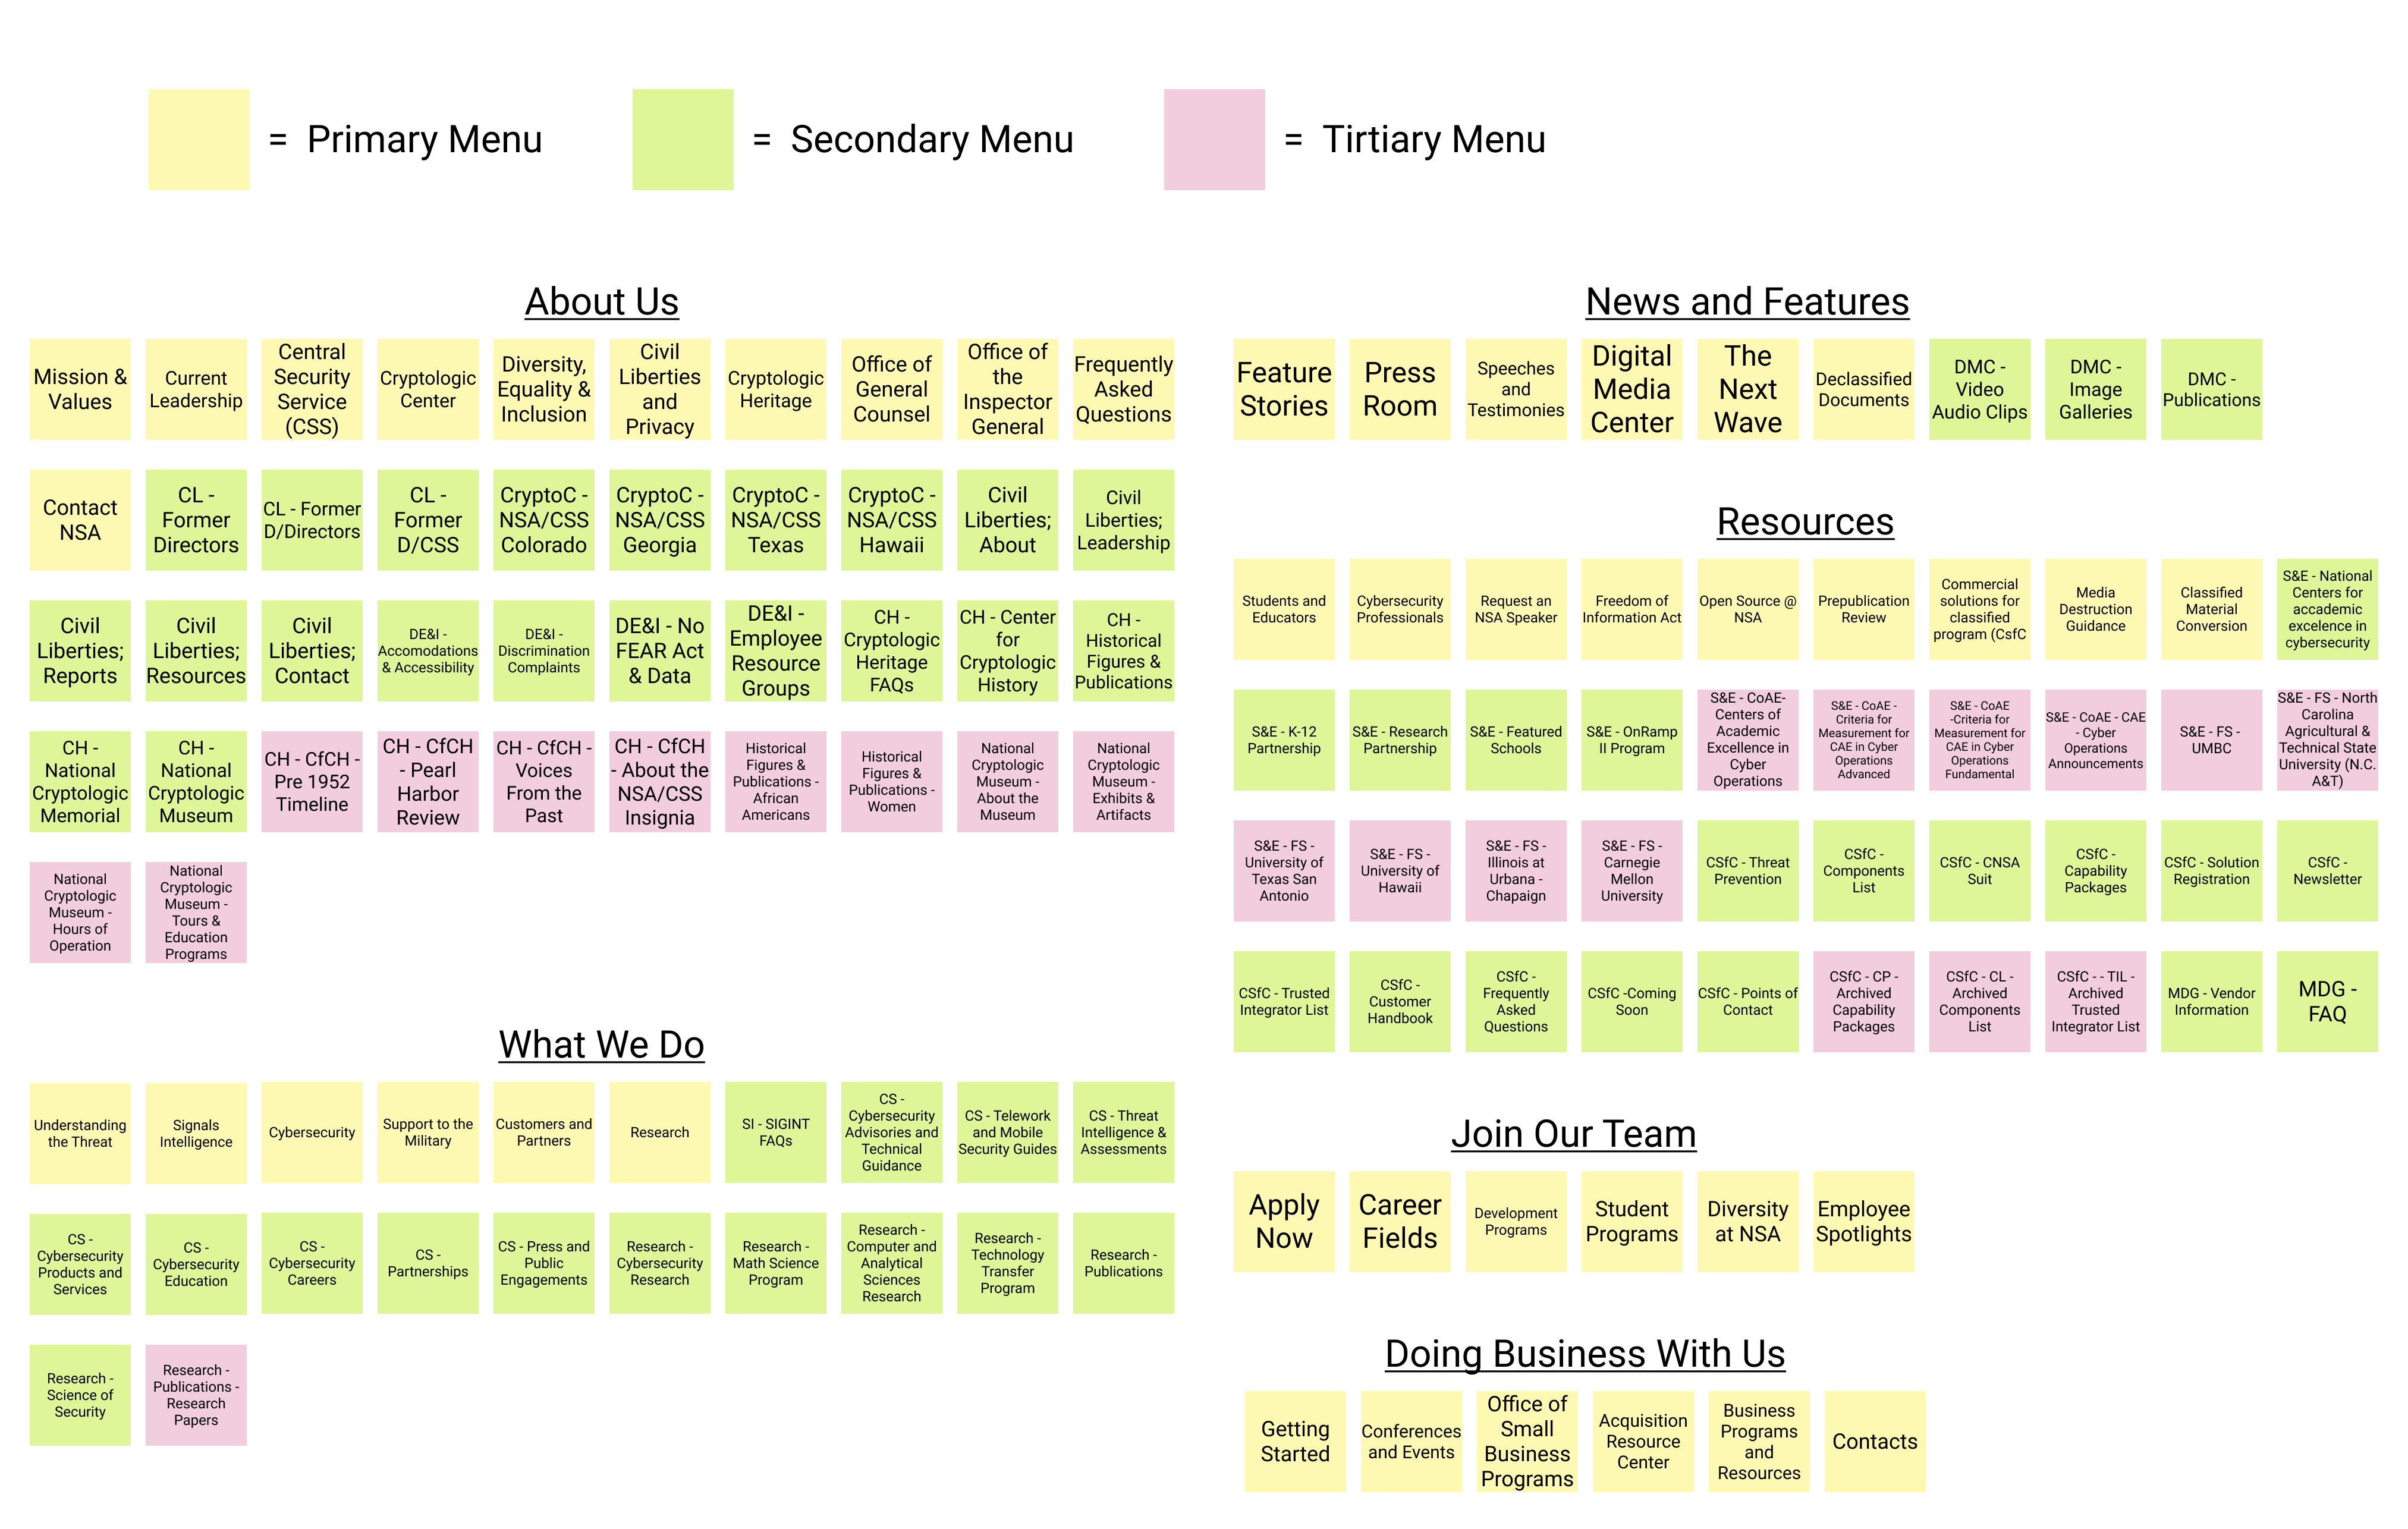 = Primary Menu
= Secondary Menu
= Tirtiary Menu
About Us
Mission &
Values
Current
Leadership
Central
Security
Service
(CSS)
Cryptologic
Center
Diversity,
Equality &
Inclusion
Civil
Liberties
and
Privacy
Cryptologic
Heritage
Office of
General
Counsel
Office of
the
Inspector
General
Frequently
Asked
Questions
Contact
NSA
CL -
Former
Directors
CL - Former
D/Directors
CL -
Former
D/CSS
CryptoC -
NSA/CSS
Colorado
CryptoC -
NSA/CSS
Georgia
CryptoC -
NSA/CSS
Texas
CryptoC -
NSA/CSS
Hawaii
Civil
Liberties;
About
Civil
Liberties;
Leadership
Civil
Liberties;
Reports
Civil
Liberties;
Resources
Civil
Liberties;
Contact
DE&I -
Accomodations
& Accessibility
DE&I -
Discrimination
Complaints
DE&I - No
FEAR Act
& Data
DE&I -
Employee
Resource
Groups
CH -
Cryptologic
Heritage
FAQs
CH - Center
for
Cryptologic
History
CH -
Historical
Figures &
Publications
CH -
National
Cryptologic
Memorial
CH -
National
Cryptologic
Museum
CH - CfCH -
Pre 1952
Timeline
CH - CfCH
- Pearl
Harbor
Review
CH - CfCH -
Voices
From the
Past
CH - CfCH
- About the
NSA/CSS
Insignia
Historical
Figures &
Publications -
African
Americans
Historical
Figures &
Publications -
Women
National
Cryptologic
Museum -
About the
Museum
National
Cryptologic
Museum -
Exhibits &
Artifacts
National
Cryptologic
Museum -
Hours of
Operation
National
Cryptologic
Museum -
Tours &
Education
Programs
What We Do
Understanding
the Threat
Signals
Intelligence
Cybersecurity
Support to the
Military
Customers and
Partners
Research
SI - SIGINT
FAQs
CS -
Cybersecurity
Advisories and
Technical
Guidance
CS - Telework
and Mobile
Security Guides
CS - Threat
Intelligence &
Assessments
CS -
Cybersecurity
Products and
Services
CS -
Cybersecurity
Education
CS -
Cybersecurity
Careers
CS -
Partnerships
CS - Press and
Public
Engagements
Research -
Cybersecurity
Research
Research -
Math Science
Program
Research -
Computer and
Analytical
Sciences
Research
Research -
Technology
Transfer
Program
Research -
Publications
Research -
Science of
Security
Research -
Publications -
Research
Papers
News and Features
Feature
Stories
Press
Room
Speeches
and
Testimonies
Digital
Media
Center
The
Next
Wave
Declassified
Documents
DMC -
Video
Audio Clips
DMC -
Image
Galleries
DMC -
Publications
Resources
Students and
Educators
Cybersecurity
Professionals
Request an
NSA Speaker
Freedom of
Information Act
Open Source @
NSA
Prepublication
Review
Commercial
solutions for
classified
program (CsfC
Media
Destruction
Guidance
Classified
Material
Conversion
S&E - National
Centers for
accademic
excelence in
cybersecurity
S&E - K-12
Partnership
S&E - Research
Partnership
S&E - Featured
Schools
S&E - OnRamp
II Program
S&E - CoAE-
Centers of
Academic
Excellence in
Cyber
Operations
S&E - CoAE -
Criteria for
Measurement for
CAE in Cyber
Operations
Advanced
S&E - CoAE
-Criteria for
Measurement for
CAE in Cyber
Operations
Fundamental
S&E - CoAE - CAE
- Cyber
Operations
Announcements
S&E - FS -
UMBC
S&E - FS - North
Carolina
Agricultural &
Technical State
University (N.C.
A&T)
S&E - FS -
University of
Texas San
Antonio
S&E - FS -
University of
Hawaii
S&E - FS -
Illinois at
Urbana -
Chapaign
S&E - FS -
Carnegie
Mellon
University
CSfC - Threat
Prevention
CSfC -
Components
List
CSfC - CNSA
Suit
CSfC -
Capability
Packages
CSfC - Solution
Registration
CSfC -
Newsletter
CSfC - Trusted
Integrator List
CSfC -
Customer
Handbook
CSfC -
Frequently
Asked
Questions
CSfC -Coming
Soon
CSfC - Points of
Contact
CSfC - CP -
Archived
Capability
Packages
CSfC - CL -
Archived
Components
List
CSfC - - TIL -
Archived
Trusted
Integrator List
MDG - Vendor
Information
MDG -
FAQ
Join Our Team
Apply
Now
Career
Fields
Development
Programs
Student
Programs
Diversity
at NSA
Employee
Spotlights
Doing Business With Us
Getting
Started
Conferences
and Events
Office of
Small
Business
Programs
Acquisition
Resource
Center
Business
Programs
and
Resources
Contacts